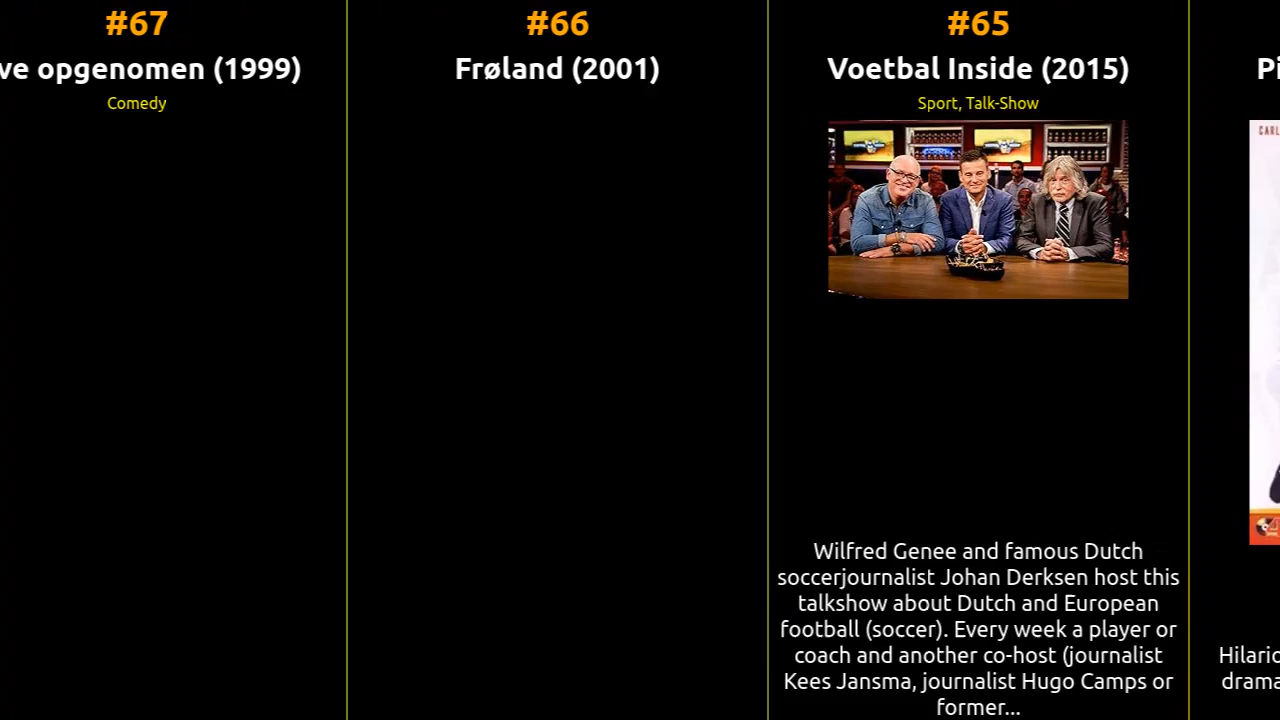 #67
ve opgenomen (1999)
Comedy
#66
Frøland (2001)
#65
Voetbal Inside (2015)
Sport, Talk-Show
Wilfred Genee and famous Dutch
soccerjournalist Johan Derksen host this
talkshow about Dutch and European
football (soccer). Every week a player or
coach and another co-host (journalist
Kees Jansma, journalist Hugo Camps or
former...
Pi
CARL
Hilario
drama